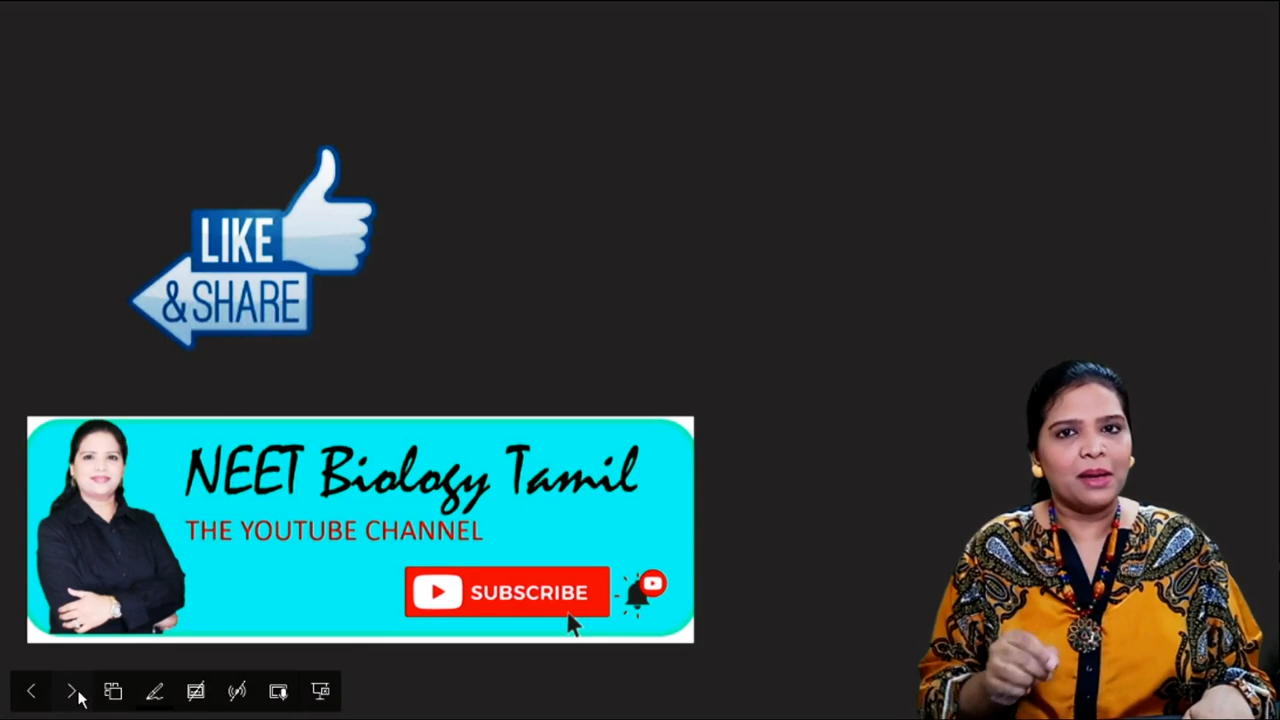 LIKE
& SHARE
NEET Biology Tamil
THE YOUTUBE CHANNEL
SUBSCRIBE